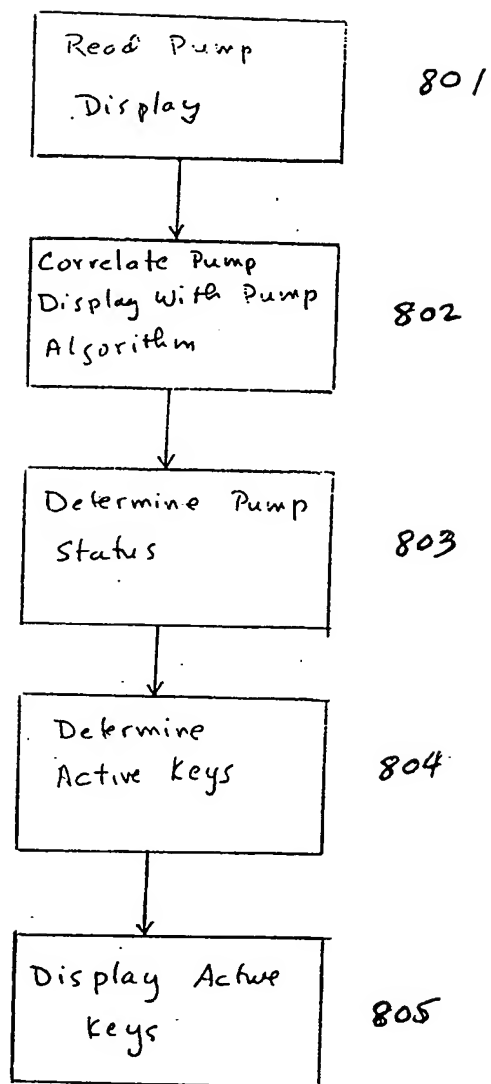 Read Pump
Display
801
Correlate Pump
Display with Pump
Algorithm
802
Determine Pump
Status
803
Determine
Active Keys
804
Display Active
Keys
805